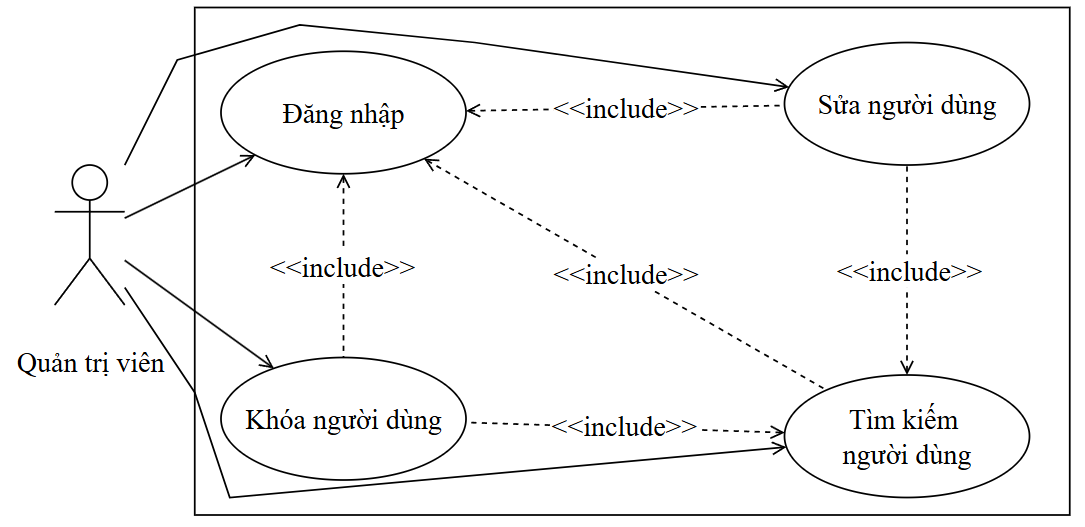 Đăng nhập
<<include>>
Sửa người dùng
<<include>>
<<include>>
<<include>>
Quản trị viên
Khóa người dùng
<<include>>
Tìm kiếm
người dùng